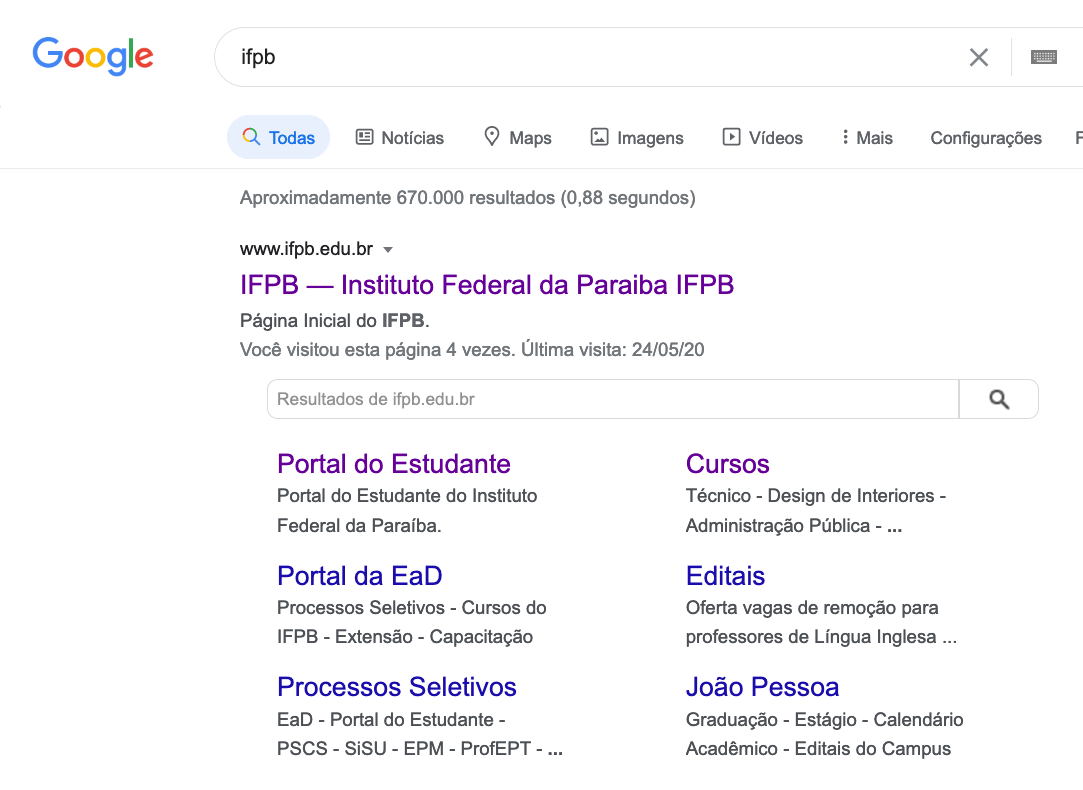 Google
ifpb
Todas Notícias Maps Imagens Vídeos Mais Configurações
Aproximadamente 670.000 resultados (0,88 segundos)
www.ifpb.edu.br
IFPB — Instituto Federal da Paraiba IFPB
Página Inicial do IFPB.
Você visitou esta página 4 vezes. Última visita: 24/05/20
Resultados de ifpb.edu.br
Portal do Estudante
Portal do Estudante do Instituto
Federal da Paraíba.
Cursos
Técnico - Design de Interiores -
Administração Pública - ...
Portal da EaD
Processos Seletivos - Cursos do
IFPB - Extensão - Capacitação
Editais
Oferta vagas de remoção para
professores de Língua Inglesa ...
Processos Seletivos
EaD - Portal do Estudante -
PSCS - SiSU - EPM - ProfEPT - ...
João Pessoa
Graduação - Estágio - Calendário
Acadêmico - Editais do Campus